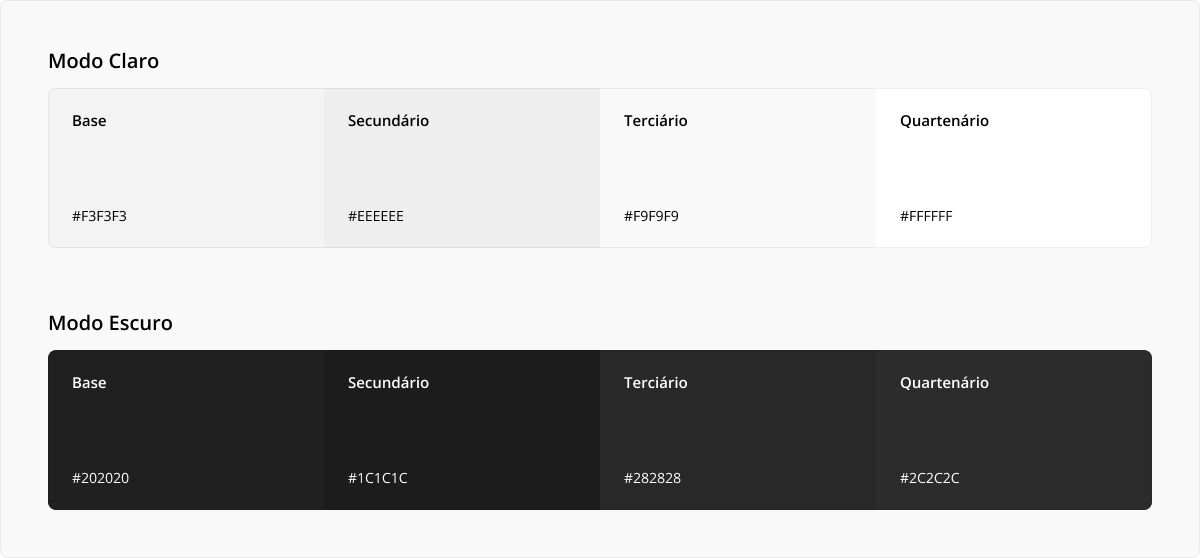 Modo Claro
Base
Secundário
Terciário
Quartenário
#F3F3F3
#EEEEEE
#F9F9F9
#FFFFFF
Modo Escuro
Base
Secundário
Terciário
Quartenário
#202020
#1C1C1C
#282828
#2C2C2C